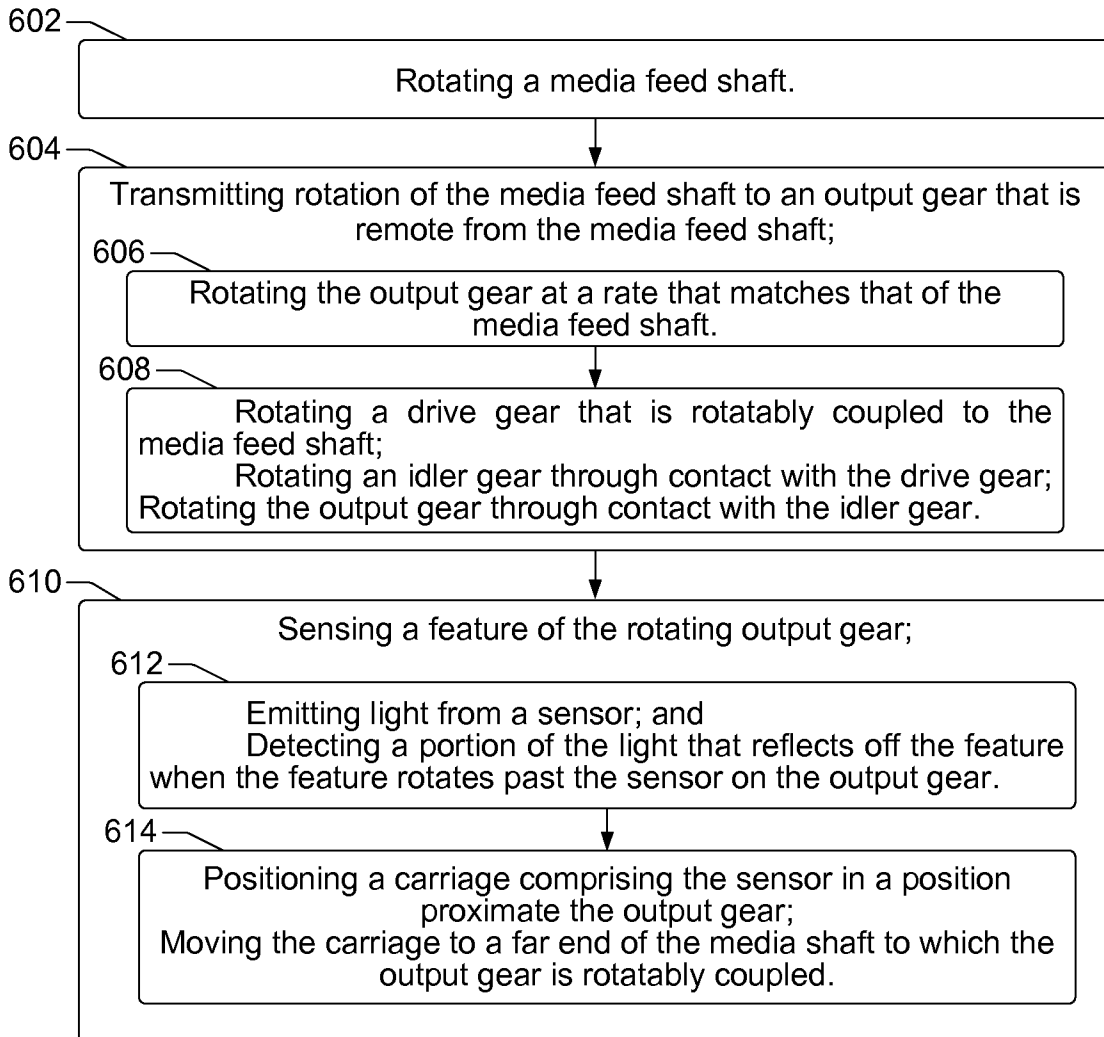 602
Rotating a media feed shaft.
604
Transmitting rotation of the media feed shaft to an output gear that is
remote from the media feed shaft;
606
Rotating the output gear at a rate that matches that of the
media feed shaft.
608
Rotating a drive gear that is rotatably coupled to the
media feed shaft;
Rotating an idler gear through contact with the drive gear;
Rotating the output gear through contact with the idler gear.
610
Sensing a feature of the rotating output gear;
612
Emitting light from a sensor; and
Detecting a portion of the light that reflects off the feature
when the feature rotates past the sensor on the output gear.
614
Positioning a carriage comprising the sensor in a position
proximate the output gear;
Moving the carriage to a far end of the media shaft to which the
output gear is rotatably coupled.